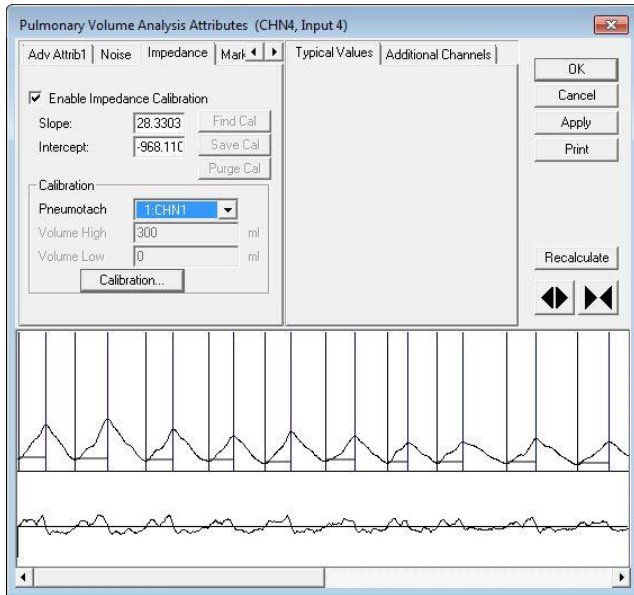 Pulmonary Volume Analysis Attributes (CHN4, Input 4)
Adv Attrib1 Noise Impedance Mark
Typical Values Additional Channels
OK
Cancel
Apply
Print
Enable Impedance Calibration
Slope: 28.3303 Find Cal
Intercept: -968.110 Save Cal
Purge Cal
Calibration
Pneumotach 1:CHN1
Volume High 300 ml
Volume Low 0 ml
Calibration...
Recalculate